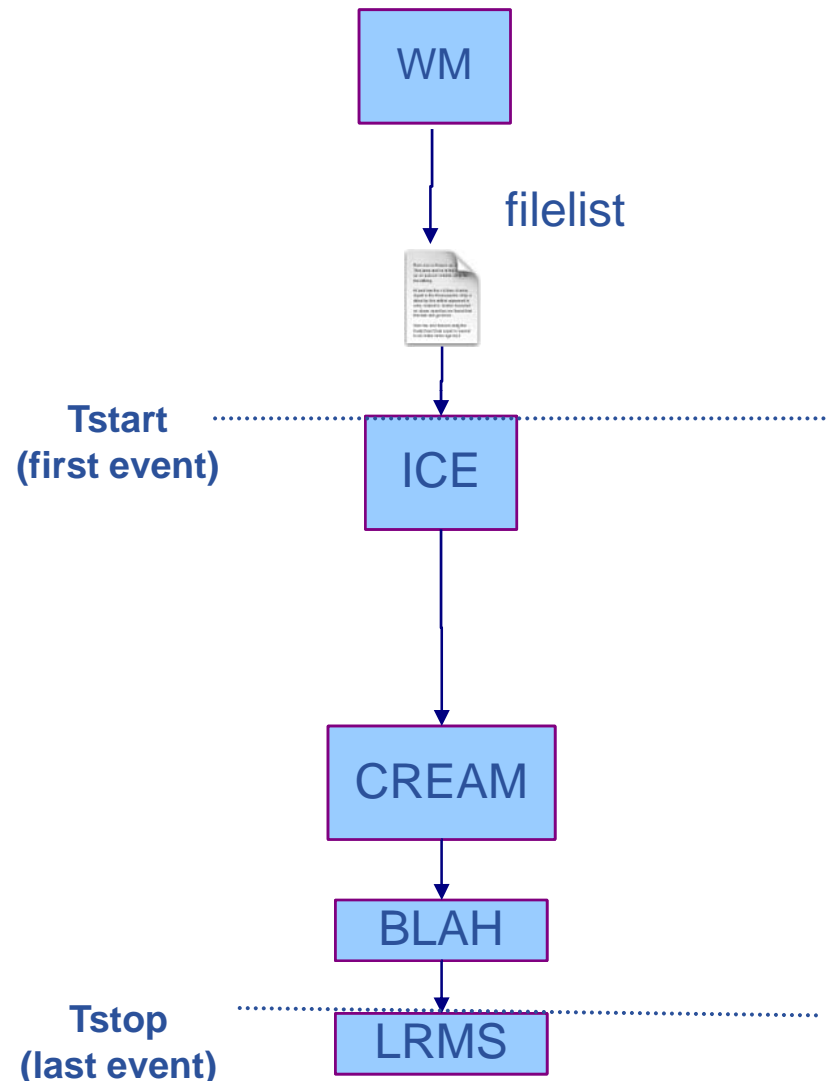 WM
filelist
Tstart
(first event)
ICE
CREAM
BLAH
Tstop
(last event)
LRMS